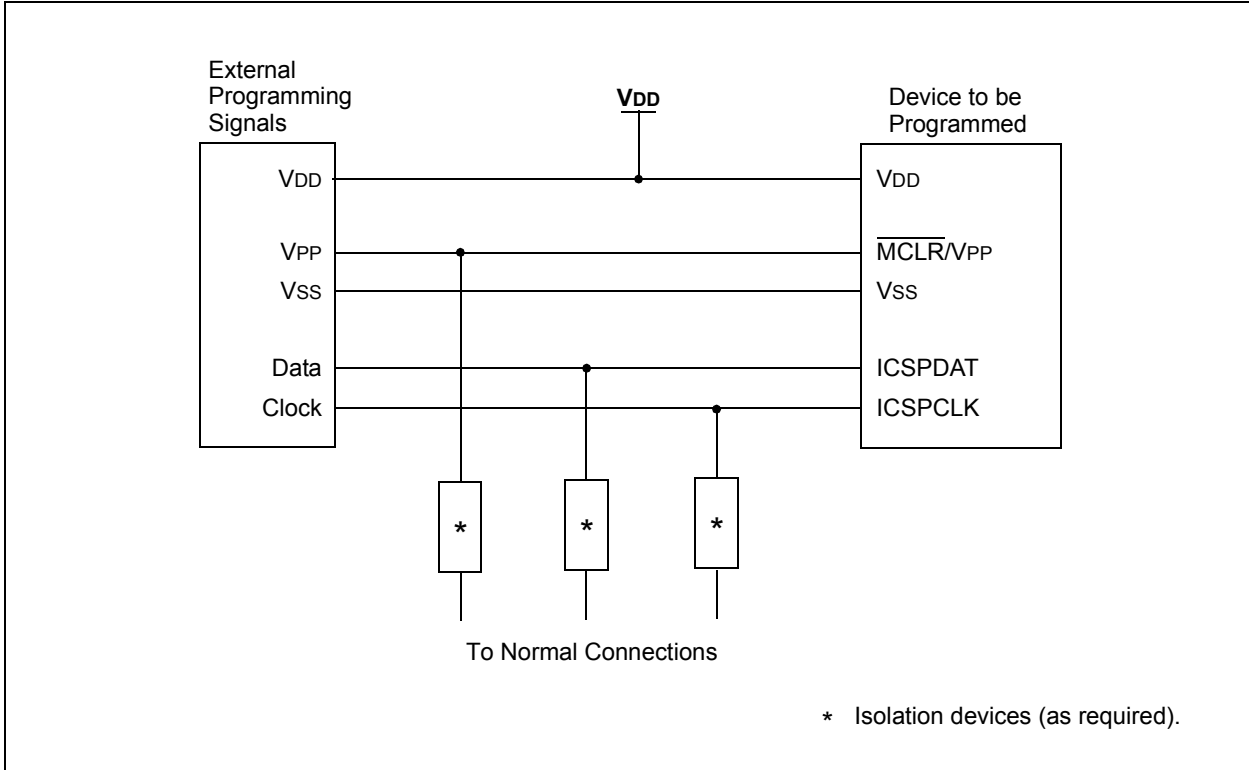 External
Programming
Signals
VDD
Device to be
Programmed
VDD
VDD
VPP
MCLR/VPP
VSS
VSS
Data
ICSPDAT
Clock
ICSPCLK
* * *
To Normal Connections
* Isolation devices (as required).